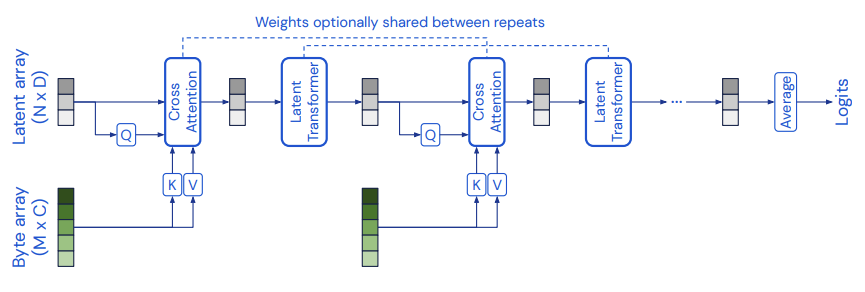 Weights optionally shared between repeats
Latent array
(N x D)
Q
Cross
Attention
Latent
Transformer
Q
Cross
Attention
Latent
Transformer
...
Average
Logits
K
V
K
V
Byte array
(M x C)